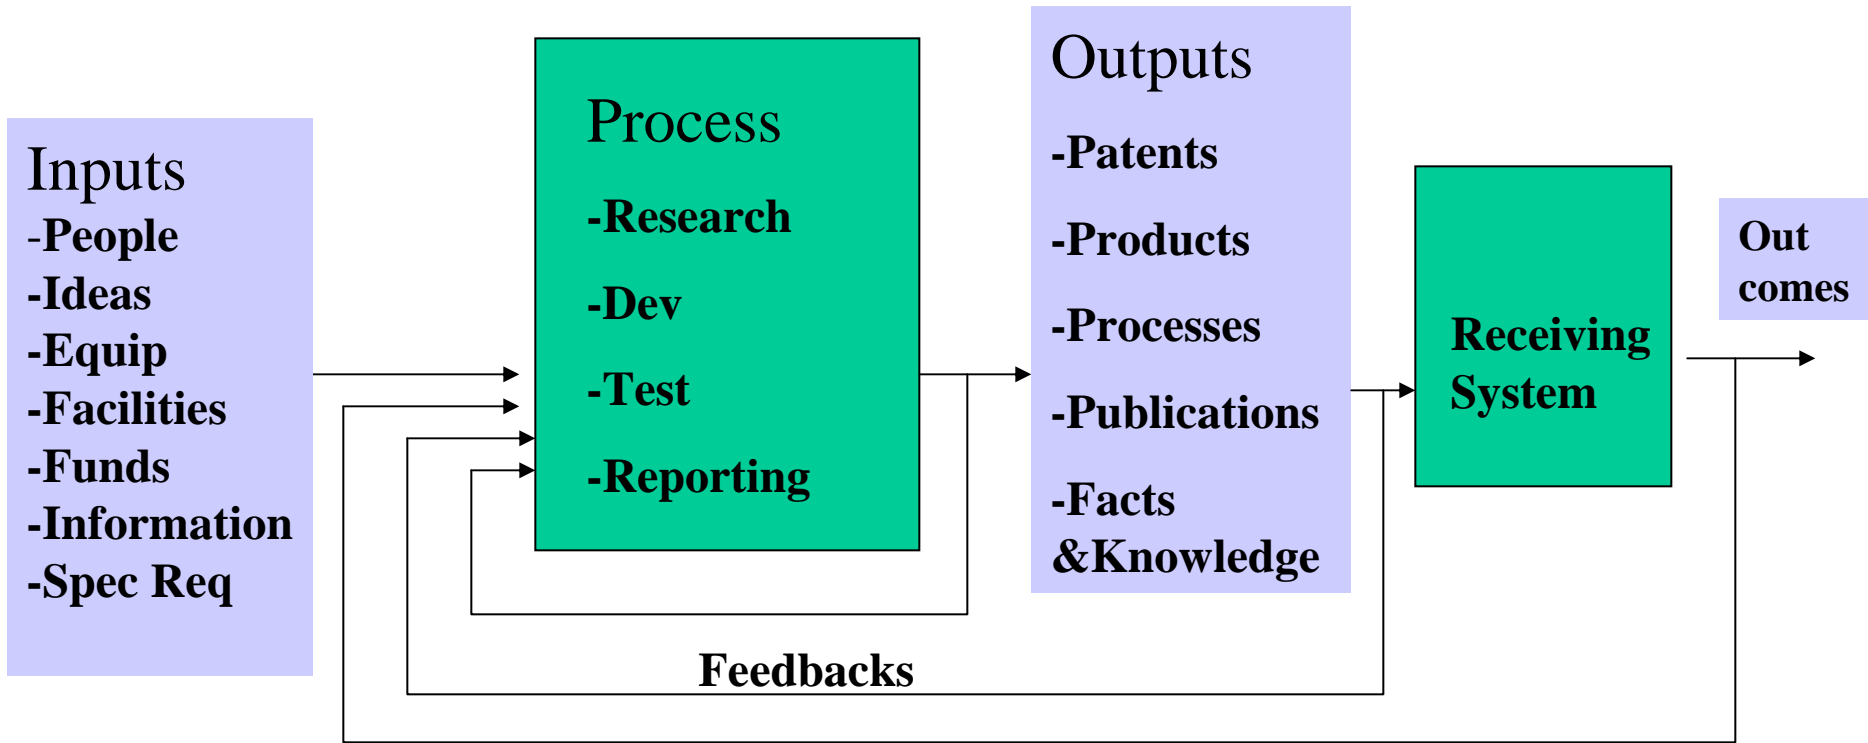 Inputs
-People
-Ideas
-Equip
-Facilities
-Funds
-Information
-Spec Req
Process
-Research
-Dev
-Test
-Reporting
Outputs
-Patents
-Products
-Processes
-Publications
-Facts
&Knowledge
Receiving
System
Out
comes
Feedbacks